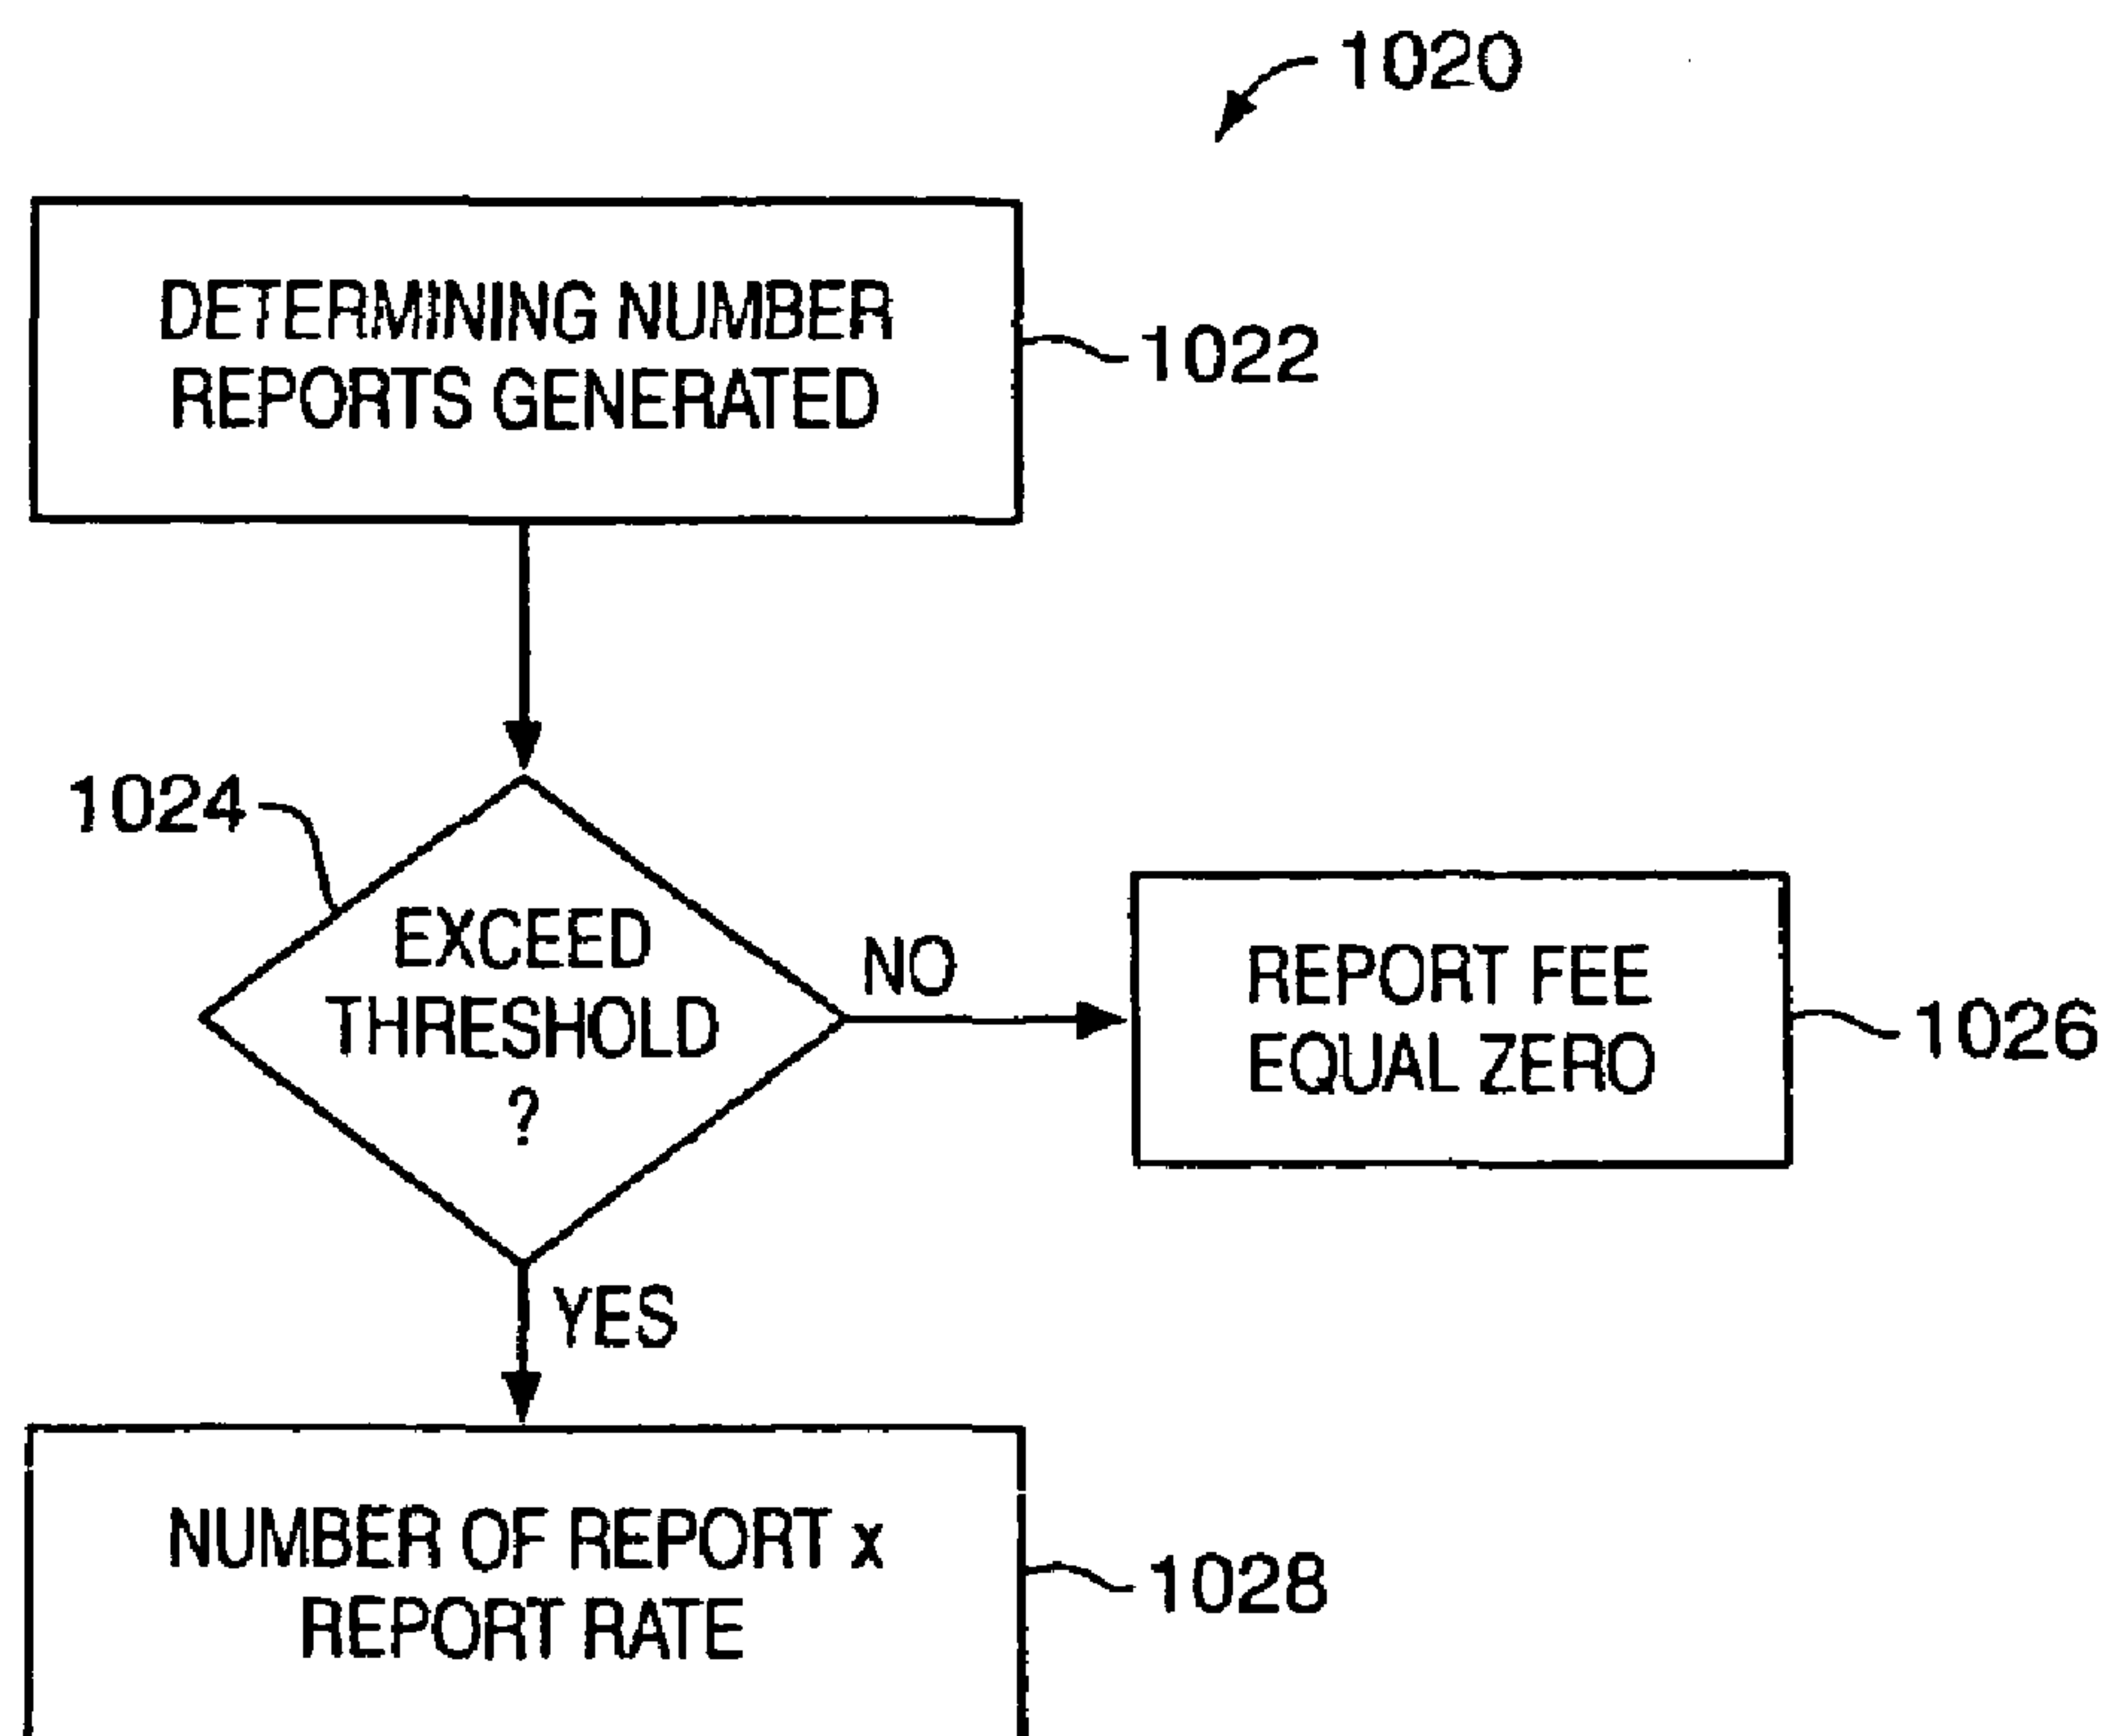 1020
DETERMINING NUMBER
REPORTS GENERATED
1022
1024
EXCEED
THRESHOLD
?
NO
REPORT FEE
EQUAL ZERO
1026
YES
NUMBER OF REPORT x
REPORT RATE
1028